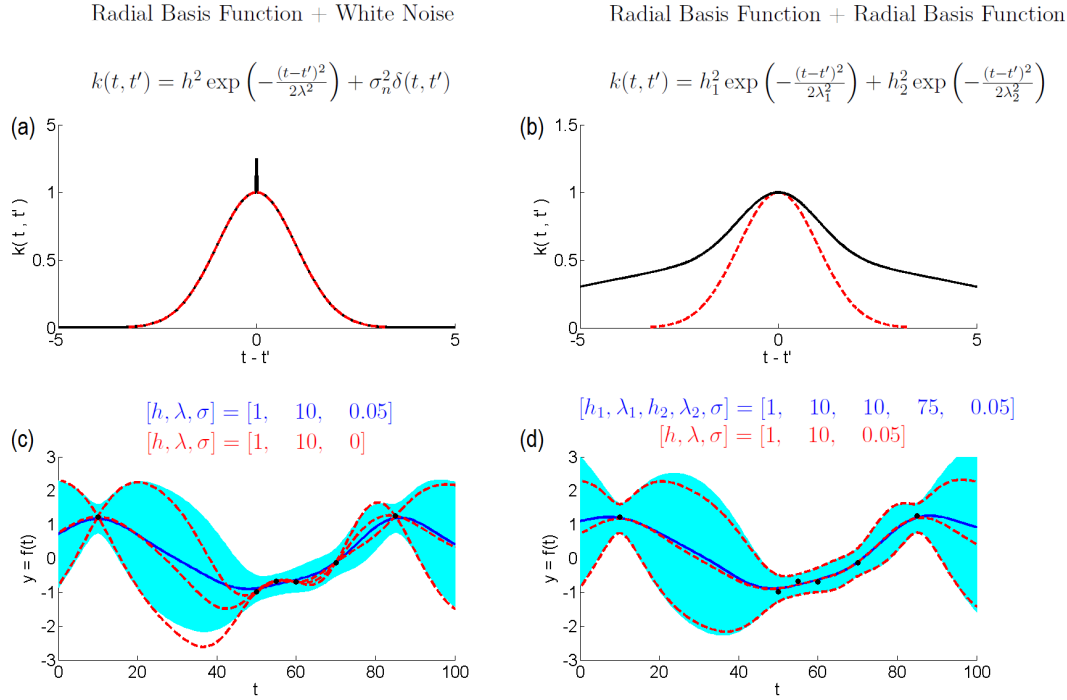 Radial Basis Function + White Noise
Radial Basis Function + Radial Basis Function
k(t, t′) = h² exp(−(t−t′)²/2λ²) + σₙ²δ(t, t′)
k(t, t′) = h₁² exp(−(t−t′)²/2λ₁²) + h₂² exp(−(t−t′)²/2λ₂²)
(a)
5
1
0.5
0
k( t , t' )
-5 0 5
t - t'
(b)
1.5
1
0.5
0
k( t , t' )
-5 0 5
t - t'
[h, λ, σ] = [1, 10, 0.05]
[h, λ, σ] = [1, 10, 0]
(c)
3
2
1
0
-1
-2
-3
y = f(t)
0 20 40 60 80 100
t
[h₁, λ₁, h₂, λ₂, σ] = [1, 10, 10, 75, 0.05]
[h, λ, σ] = [1, 10, 0.05]
(d)
3
2
1
0
-1
-2
-3
y = f(t)
0 20 40 60 80 100
t